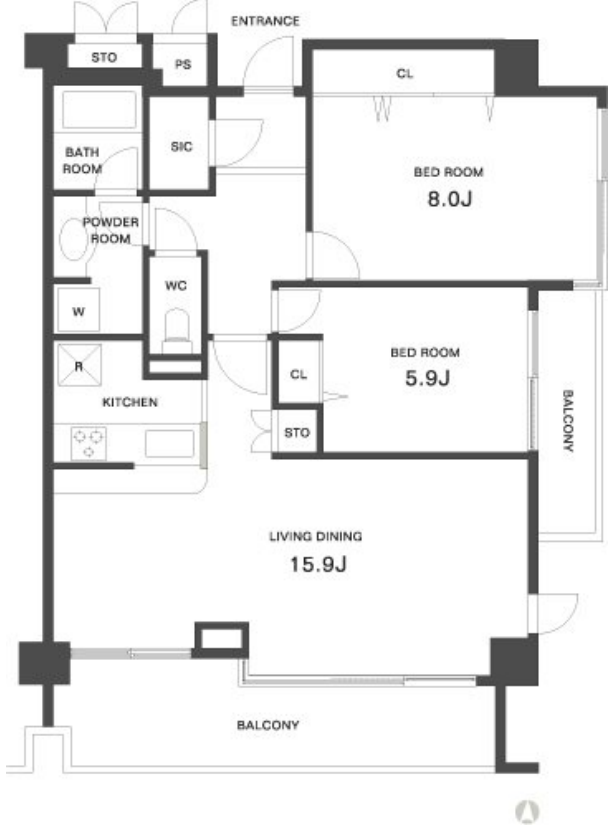 ENTRANCE
STO
PS
CL
SIC
BATH
ROOM
BED ROOM
8.0J
POWDER
ROOM
WC
W
BED ROOM
5.9J
R
CL
KITCHEN
BALCONY
STO
LIVING DINING
15.9J
BALCONY